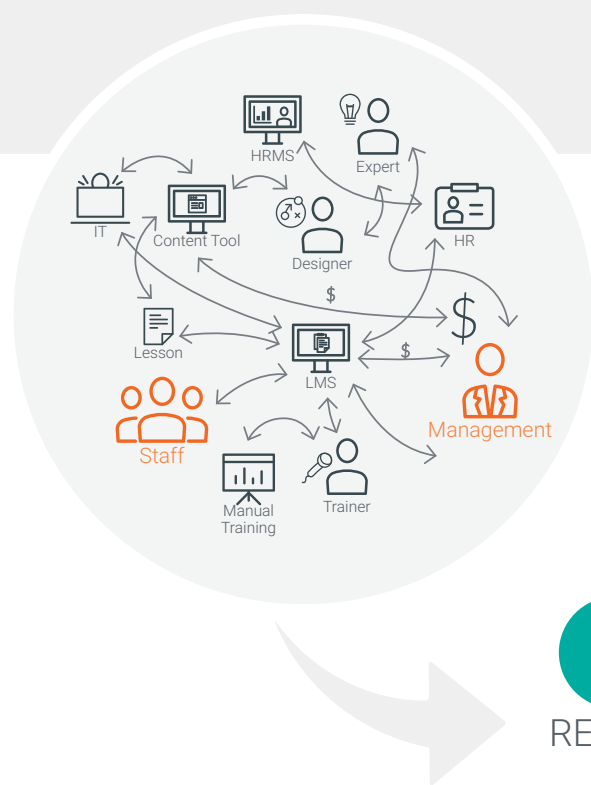 HRMS
Expert
IT
Content Tool
HR
Designer
$
$
Lesson
LMS
$
Management
Staff
Manual
Training
Trainer
RE